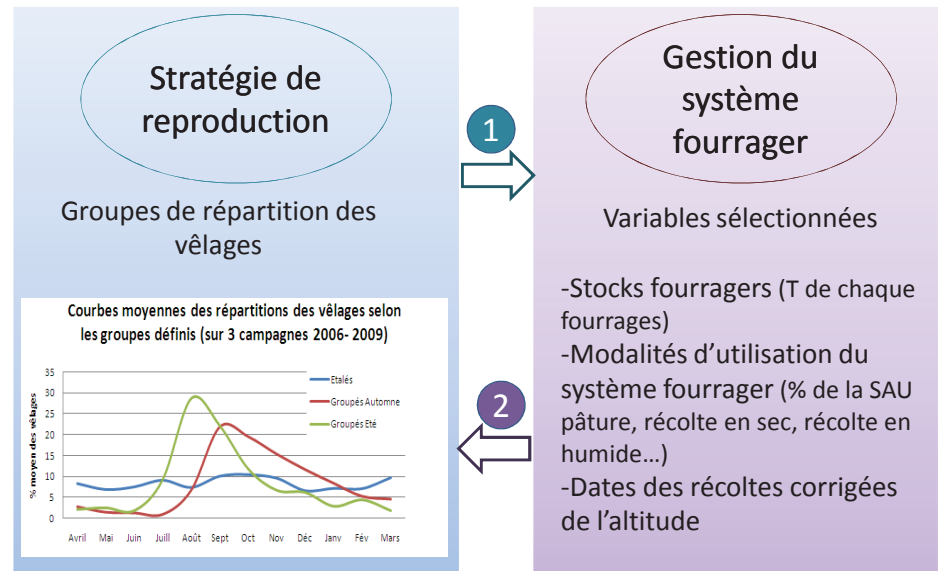 Stratégie de
reproduction
Groupes de répartition des
vêlages
Courbes moyennes des répartitions des vêlages selon
les groupes définis (sur 3 campagnes 2006- 2009)
% moyen des vêlages
35
30
25
20
15
10
5
0
Etalés
Groupés Automne
Groupés Eté
Avril Mai Juin Juill Août Sept Oct Nov Déc Janv Fév Mars
1
2
Gestion du
système
fourrager
Variables sélectionnées
-Stocks fourragers (T de chaque
fourrages)
-Modalités d’utilisation du
système fourrager (% de la SAU
pâture, récolte en sec, récolte en
humide…)
-Dates des récoltes corrigées
de l’altitude